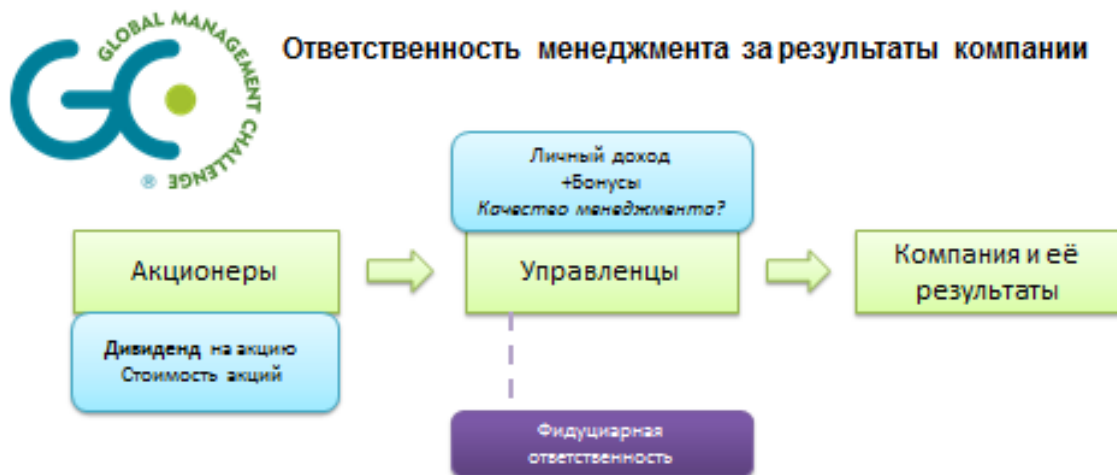 GLOBAL MANAGEMENT CHALLENGE ®
Ответственность менеджмента за результаты компании
Личный доход
+Бонусы
Качество менеджмента?
Акционеры
Управленцы
Компания и её
результаты
Дивиденд на акцию
Стоимость акций
Фидуциарная
ответственность